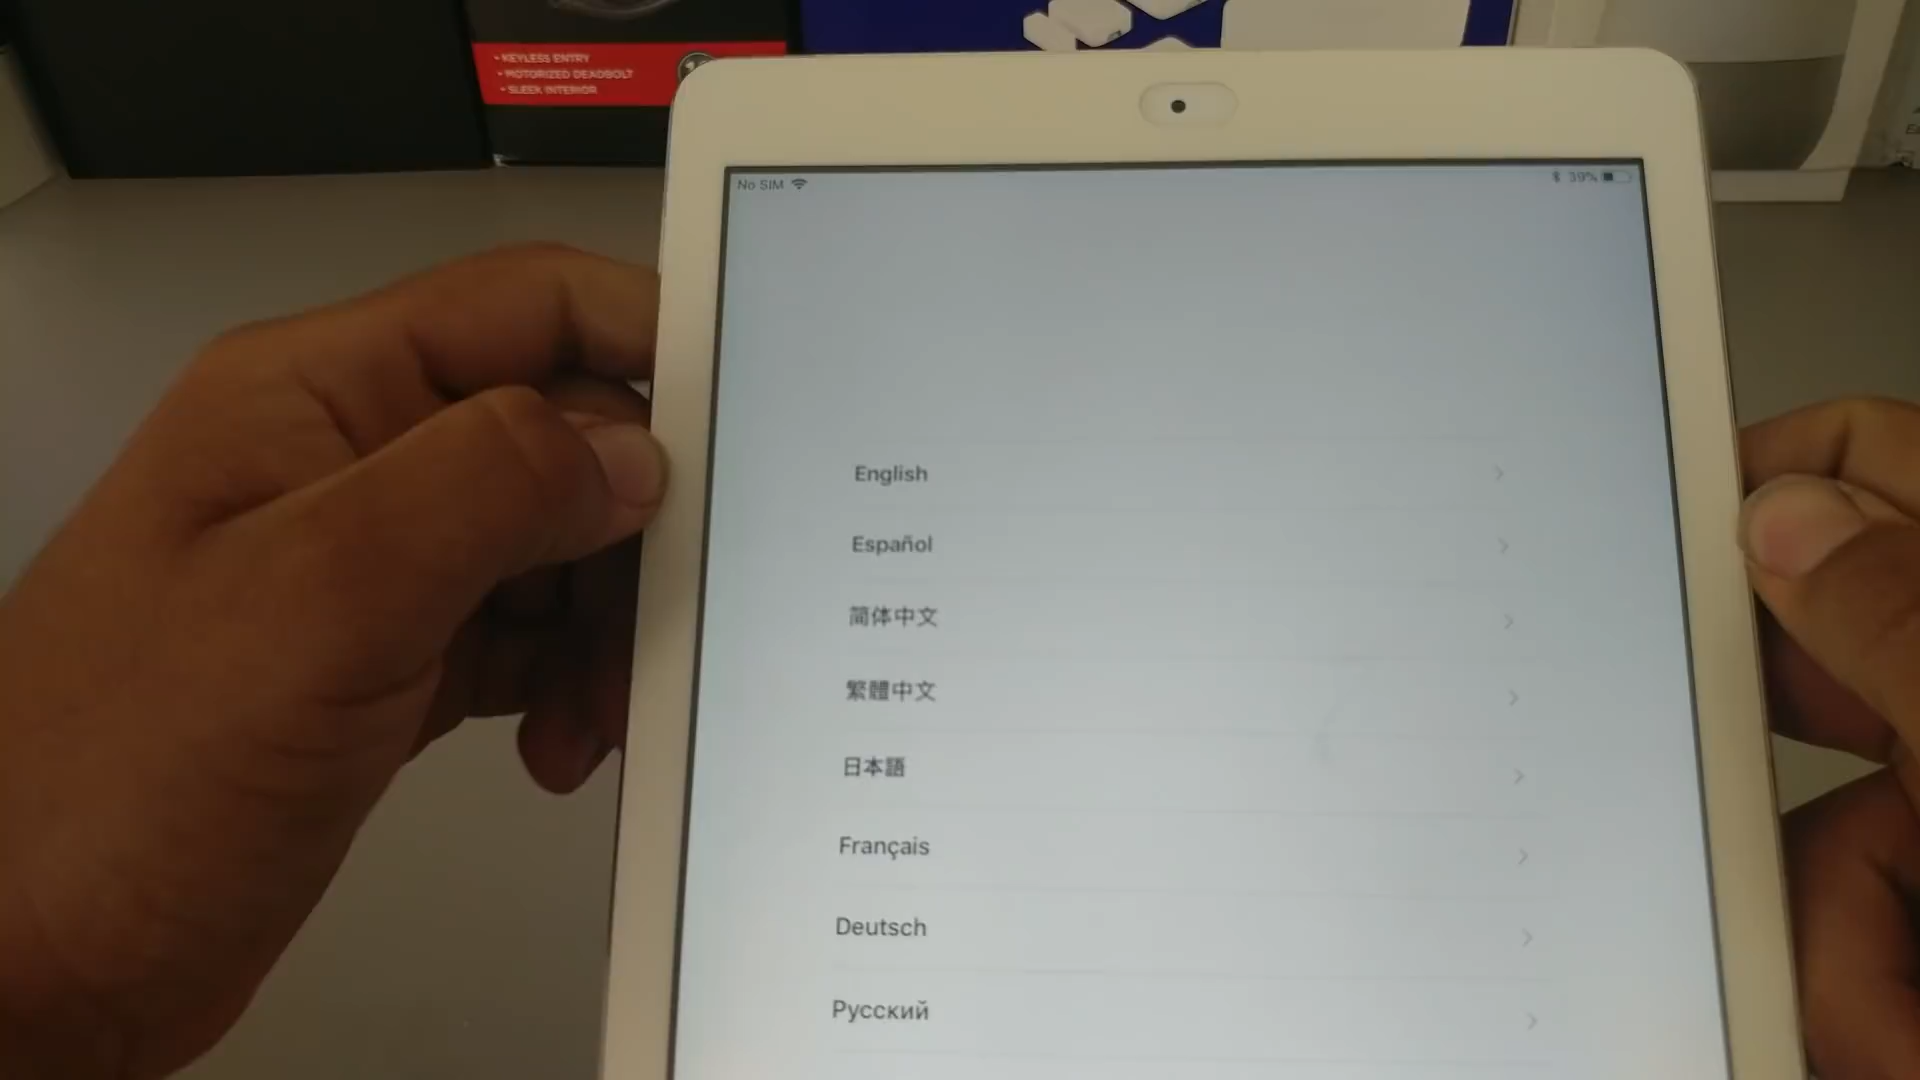 • KEYLESS ENTRY
• MOTORIZED DEADBOLT
• SLEEK INTERIOR
No SIM
39%
English
Español
简体中文
繁體中文
日本語
Français
Deutsch
Русский